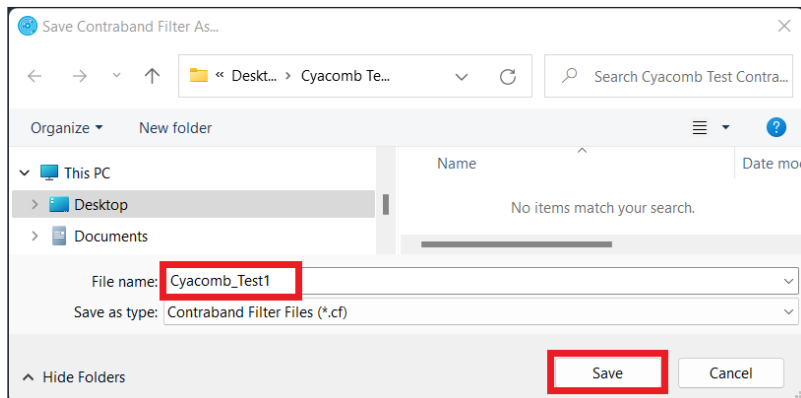 Save Contraband Filter As...
« Deskt... › Cyacomb Te...
Search Cyacomb Test Contra...
Organize
New folder
?
This PC
Desktop
Documents
Name
Date mo
No items match your search.
File name: Cyacomb_Test1
Save as type: Contraband Filter Files (*.cf)
Hide Folders
Save
Cancel